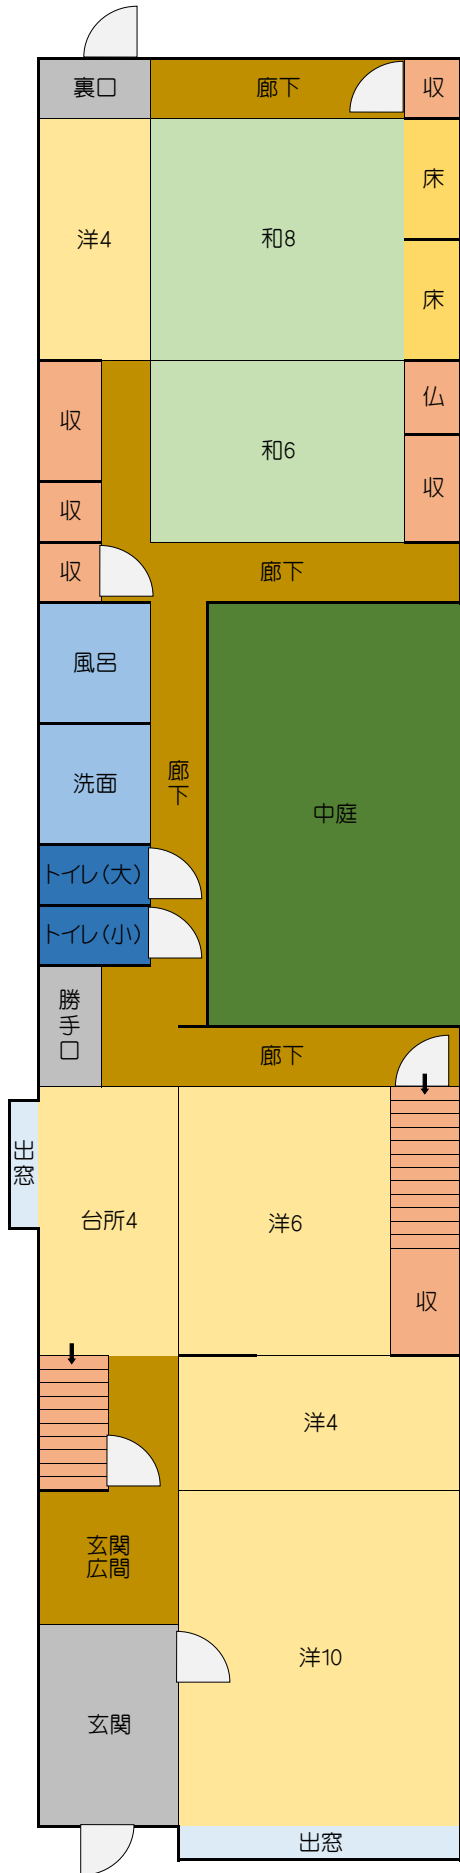 裏口
廊下
収
床
洋4
和8
床
仏
収
和6
収
収
収
廊下
風呂
廊下
洗面
中庭
トイレ(大)
トイレ(小)
勝手口
廊下
出窓
台所4
洋6
収
洋4
玄関
広間
洋10
玄関
出窓